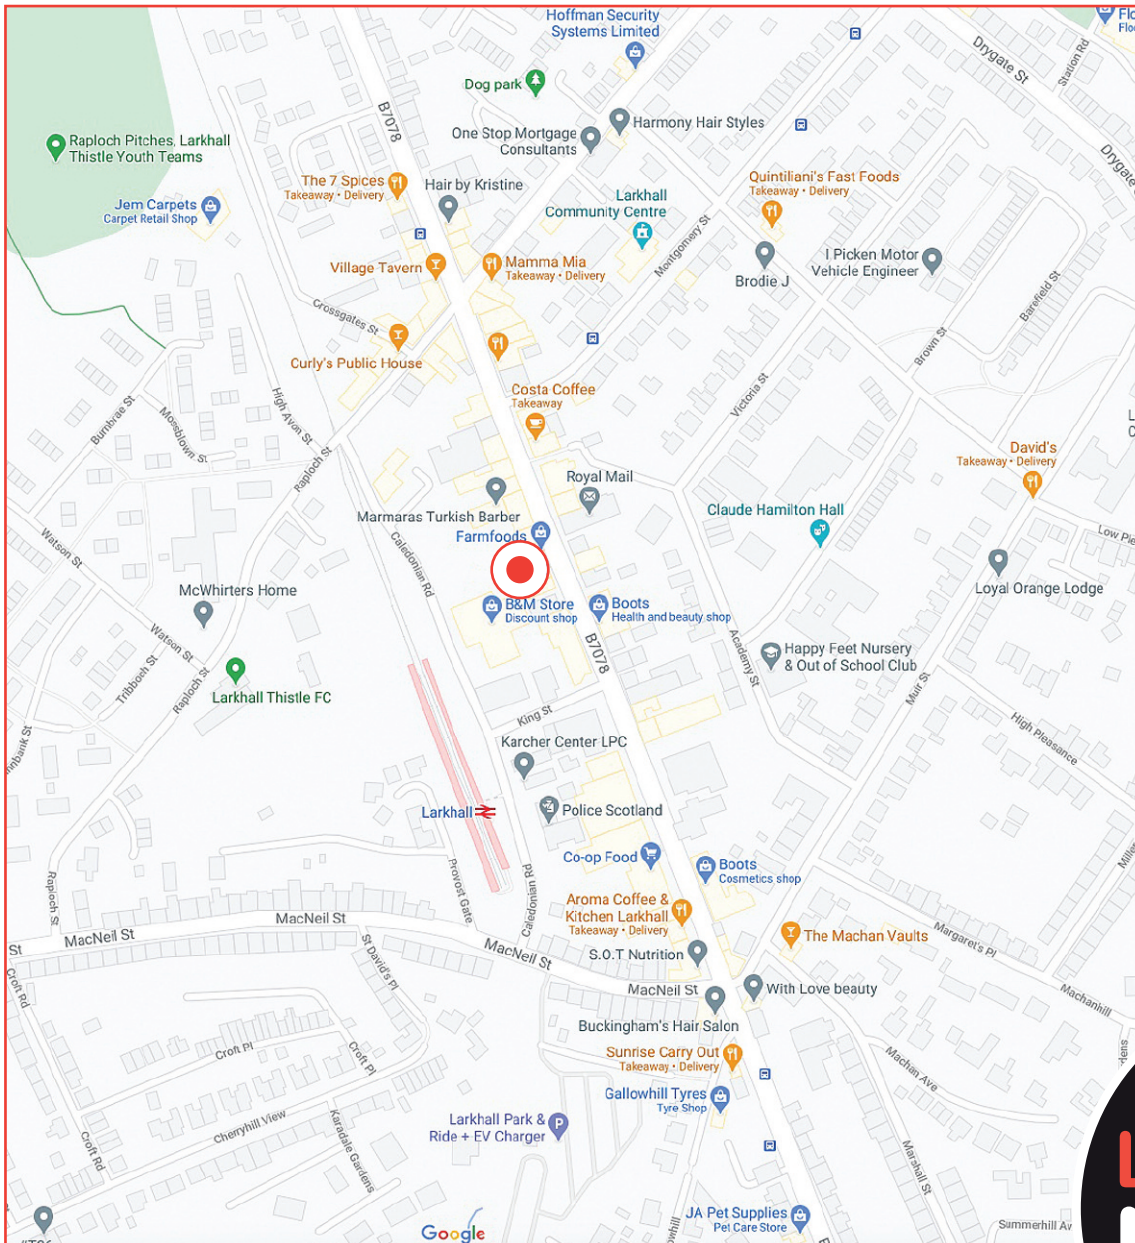 Hoffman Security
Systems Limited
Flo
Floo
Drygate St
Station Rd
Dog park
B7078
Harmony Hair Styles
One Stop Mortgage
Consultants
Drygate
Raploch Pitches, Larkhall
Thistle Youth Teams
The 7 Spices
Takeaway • Delivery
Hair by Kristine
Quintiliani's Fast Foods
Takeaway • Delivery
Larkhall
Community Centre
Jem Carpets
Carpet Retail Shop
Montgomery St
Village Tavern
Mamma Mia
Takeaway • Delivery
Brodie J
I Picken Motor
Vehicle Engineer
Barefield St
Crossgates St
Brown St
Curly's Public House
Costa Coffee
Takeaway
Victoria St
High Avon St
Burnbrae St
Mossblown St
L
C
David's
Takeaway • Delivery
Raploch St
Royal Mail
Marmaras Turkish Barber
Claude Hamilton Hall
Farmfoods
Low Pie
Watson St
Caledonian Rd
McWhirters Home
Loyal Orange Lodge
B&M Store
Discount shop
Boots
Health and beauty shop
Watson St
B7078
Academy St
Happy Feet Nursery
& Out of School Club
Tribboch St
Raploch St
Larkhall Thistle FC
Muir St
King St
High Pleasance
nnbank St
Karcher Center LPC
Larkhall
Police Scotland
Co-op Food
Boots
Cosmetics shop
Mille
Raploch St
Provost Gate
Caledonian Rd
Aroma Coffee &
Kitchen Larkhall
Takeaway • Delivery
MacNeil St
MacNeil St
St
St David's Pl
MacNeil St
The Machan Vaults
Margaret's Pl
S.O.T Nutrition
Croft Rd
MacNeil St
With Love beauty
Machanhill
Buckingham's Hair Salon
Croft Pl
Croft Pl
Sunrise Carry Out
Takeaway • Delivery
Machan Ave
dens
Gallowhill Tyres
Tyre Shop
Larkhall Park &
Ride + EV Charger
P
Cherryhill View
Karadale Gardens
Croft Rd
Marshall St
L
JA Pet Supplies
Pet Care Store
Google
whill
B
Summerhill Av